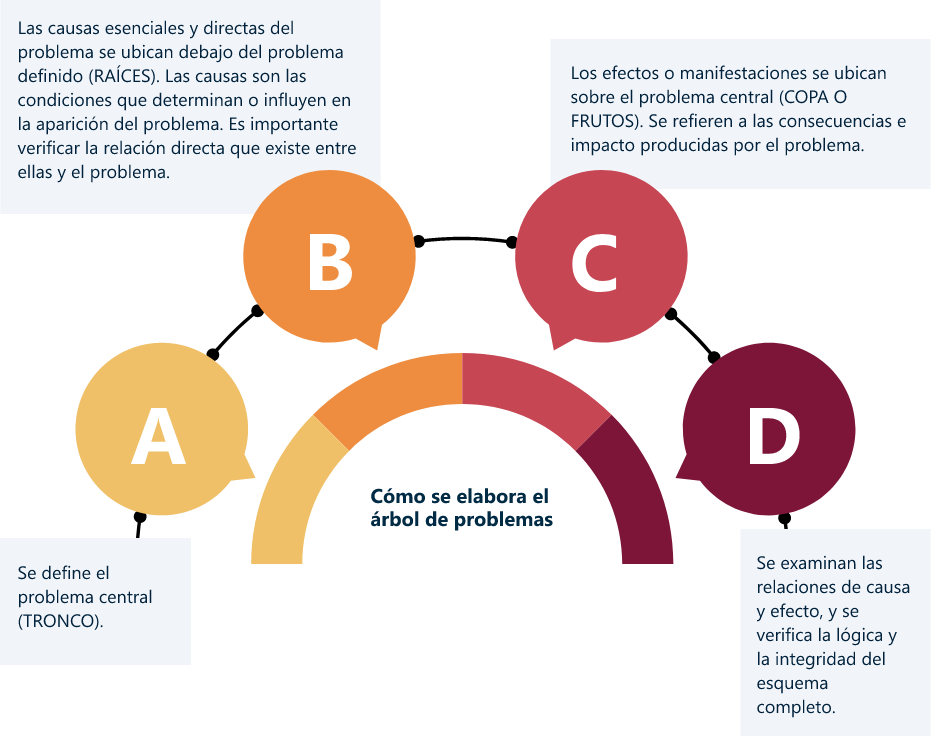 Las causas esenciales y directas del
problema se ubican debajo del problema
definido (RAÍCES). Las causas son las
condiciones que determinan o influyen en
la aparición del problema. Es importante
verificar la relación directa que existe entre
ellas y el problema.
Los efectos o manifestaciones se ubican
sobre el problema central (COPA O
FRUTOS). Se refieren a las consecuencias e
impacto producidas por el problema.
B
C
A
D
Cómo se elabora el
árbol de problemas
Se define el
problema central
(TRONCO).
Se examinan las
relaciones de causa
y efecto, y se
verifica la lógica y
la integridad del
esquema
completo.